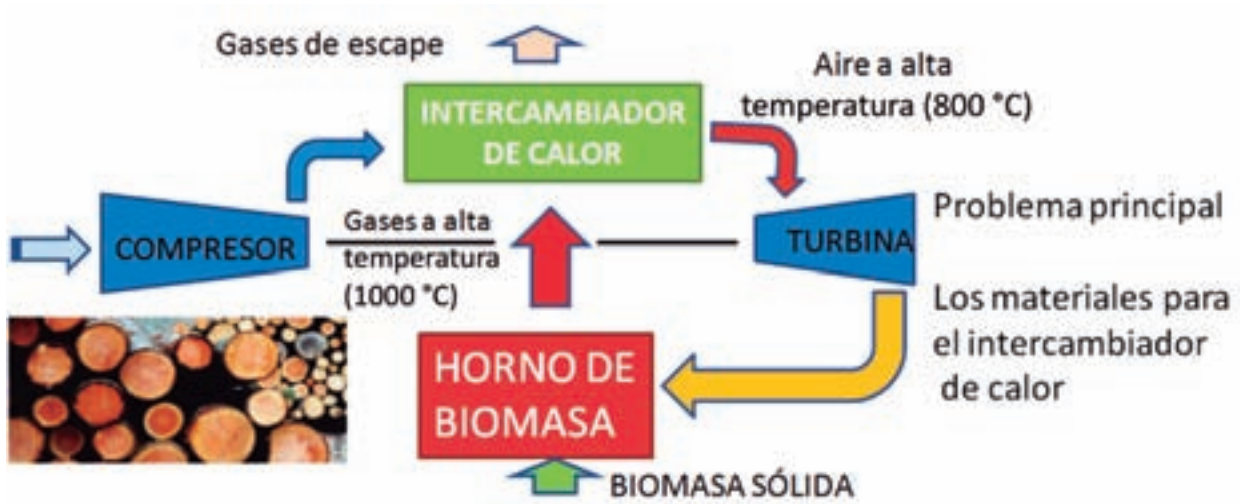 Gases de escape
INTERCAMBIADOR
DE CALOR
Aire a alta
temperatura (800 °C)
COMPRESOR
Gases a alta
temperatura
(1000 °C)
TURBINA
Problema principal
Los materiales para
el intercambiador
de calor
HORNO DE
BIOMASA
BIOMASA SÓLIDA